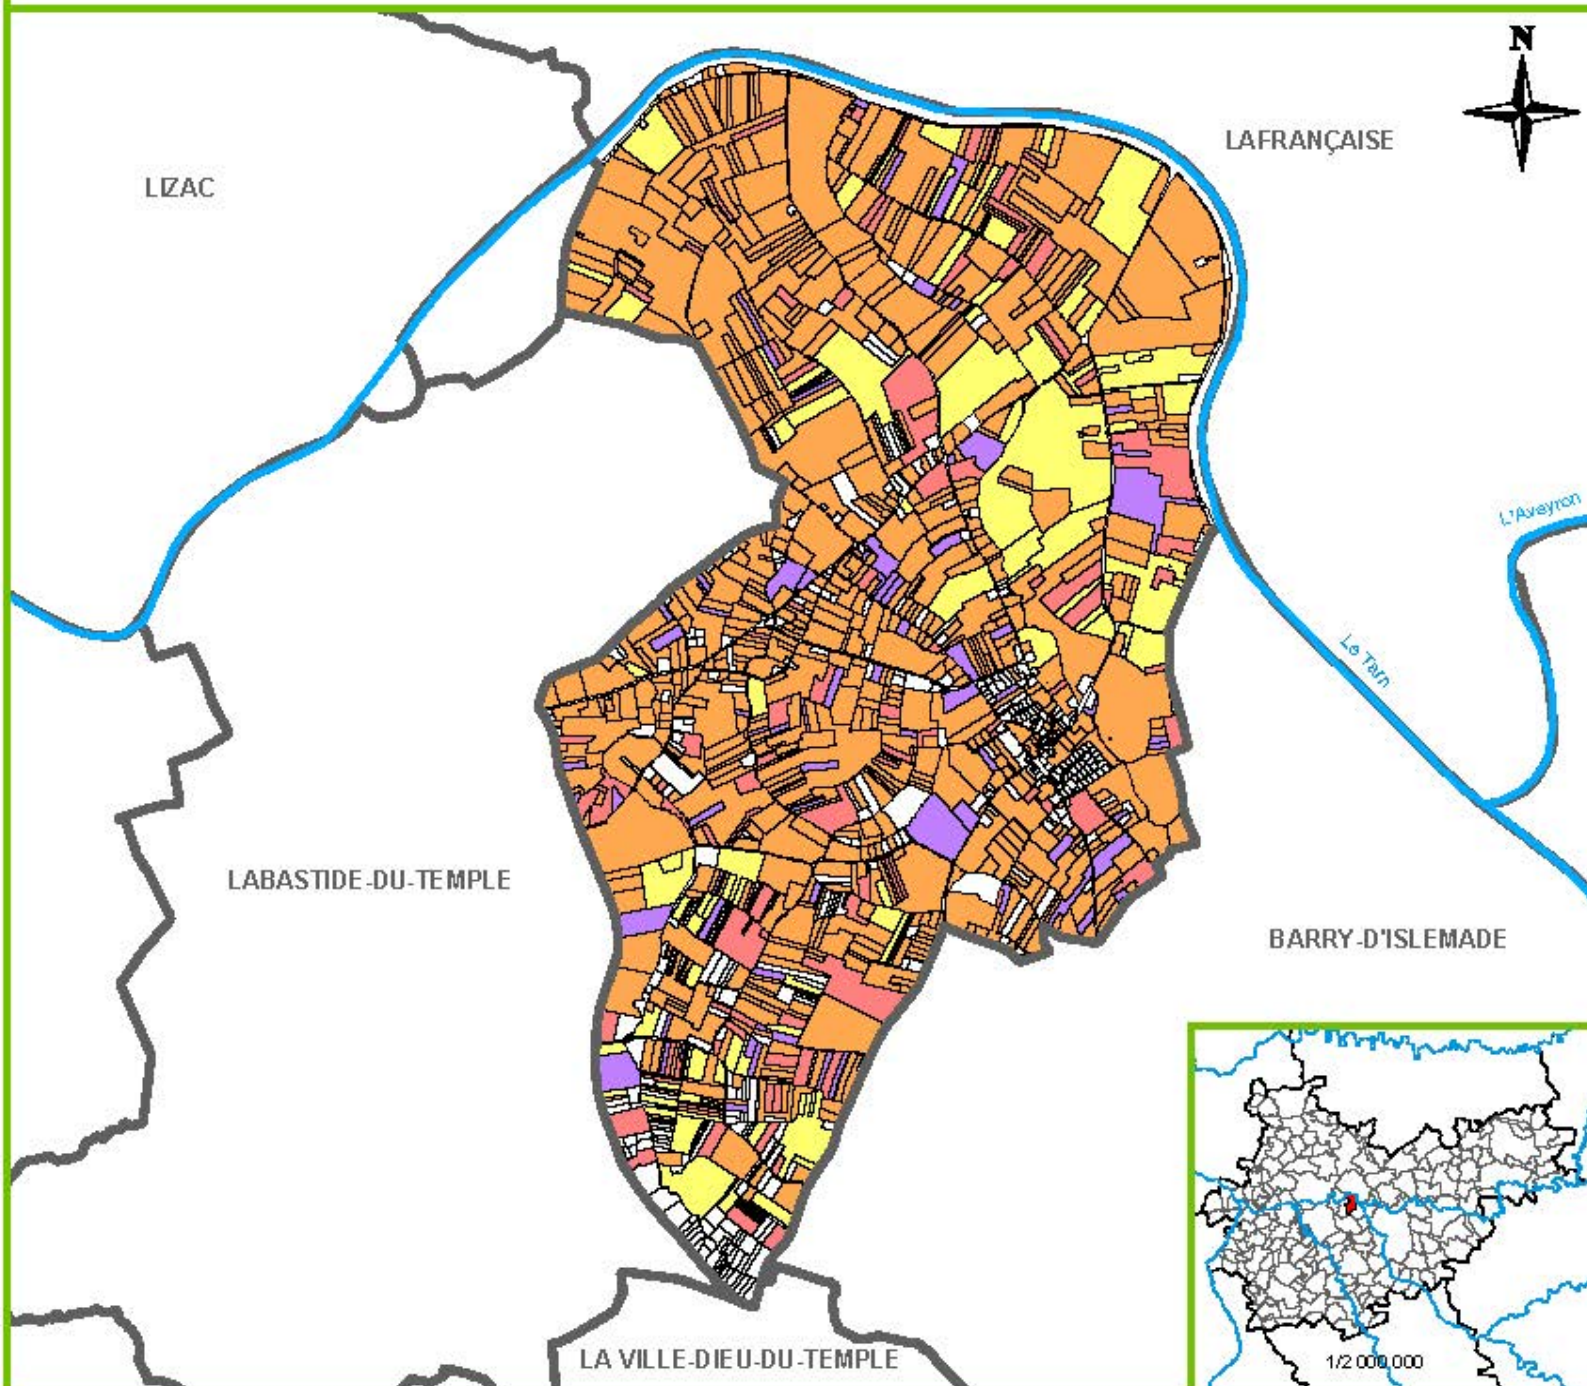 N
LAFRANÇAISE
LIZAC
L'Aveyron
Le Tarn
LABASTIDE-DU-TEMPLE
BARRY-D'ISLEMADE
LA VILLE-DIEU-DU-TEMPLE
1/2 000 000